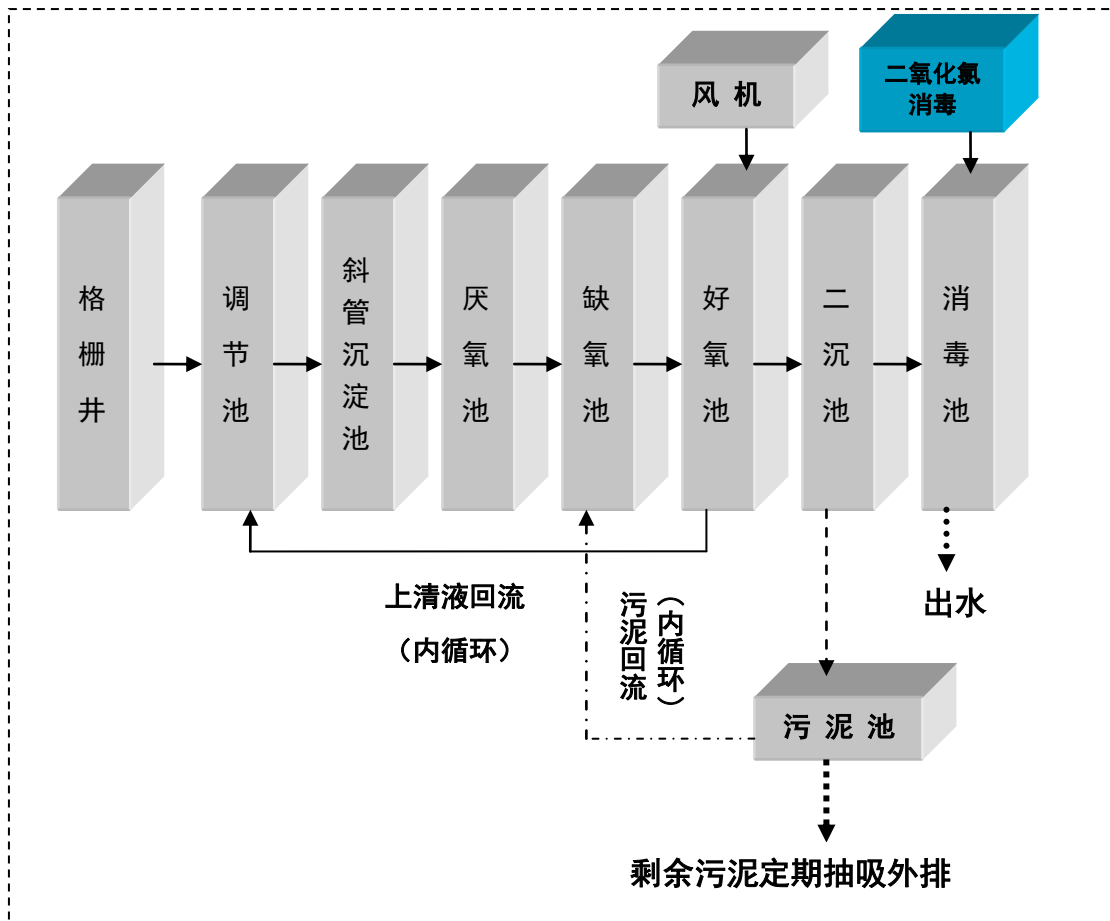 风 机
二氧化氯
消毒
格栅井
调节池
斜管沉淀池
厌氧池
缺氧池
好氧池
二沉池
消毒池
上清液回流
（内循环）
污泥回流
（内循环）
出水
污 泥 池
剩余污泥定期抽吸外排